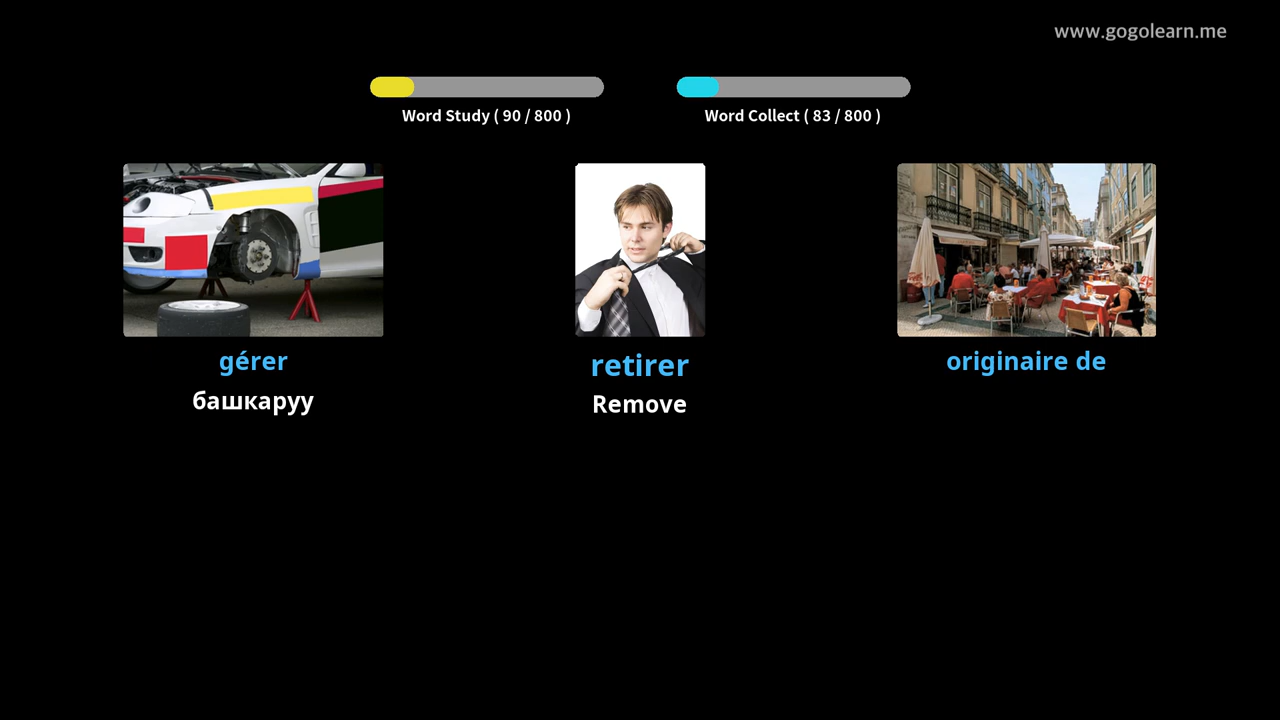 www.gogolearn.me
Word Study ( 90 / 800 )
Word Collect ( 83 / 800 )
gérer
башкаруу
retirer
Remove
originaire de